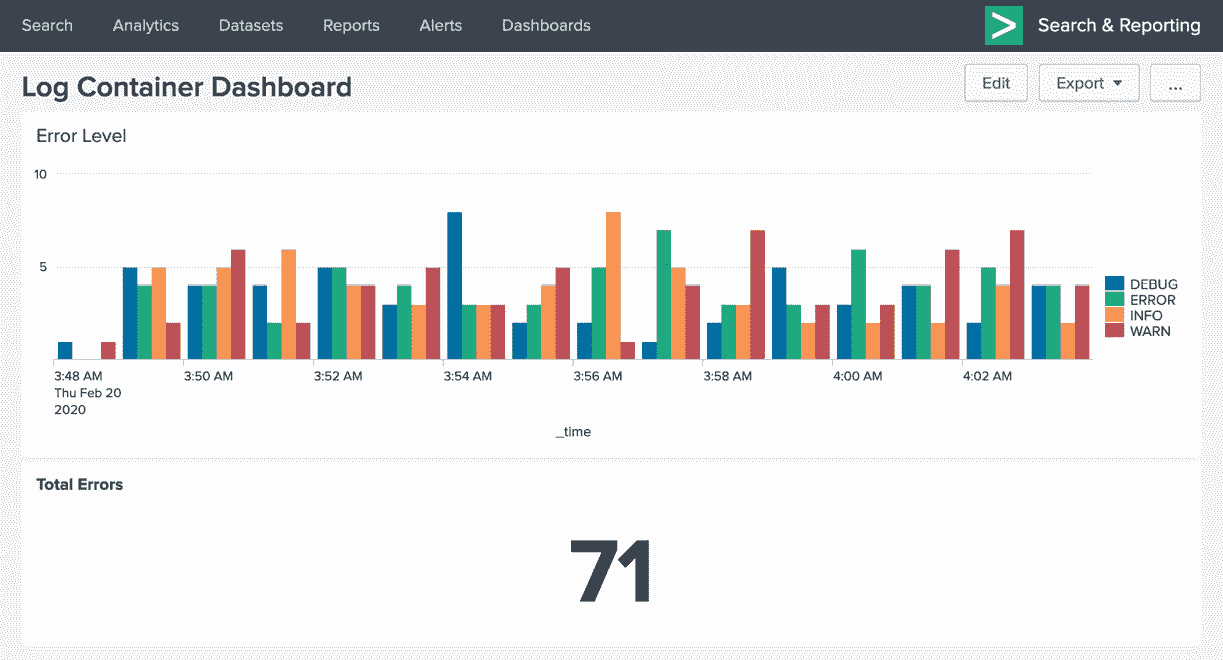 Search Analytics Datasets Reports Alerts Dashboards Search & Reporting
Log Container Dashboard Edit Export ...
Error Level
10
5
DEBUG
ERROR
INFO
WARN
3:48 AM 3:50 AM 3:52 AM 3:54 AM 3:56 AM 3:58 AM 4:00 AM 4:02 AM
Thu Feb 20
2020
_time
Total Errors
71